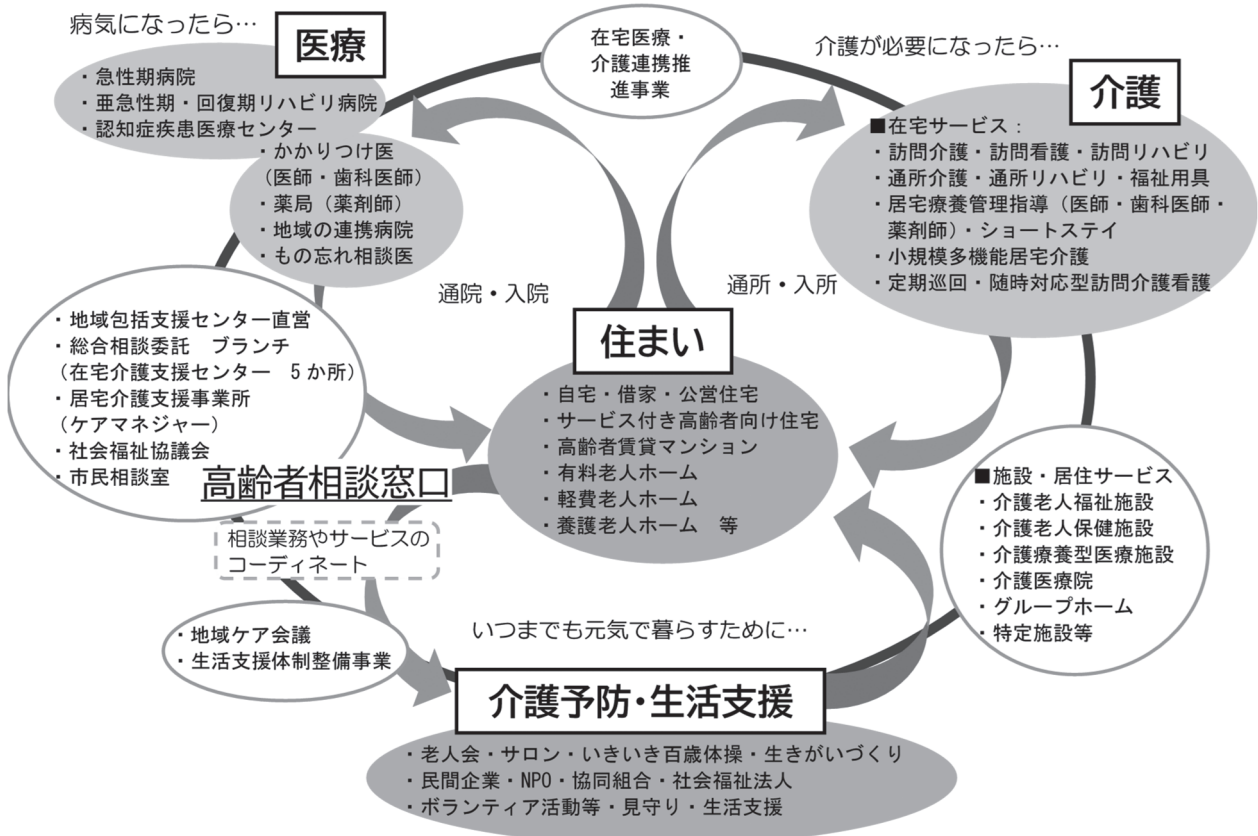 病気になったら…
医療
・急性期病院
・亜急性期・回復期リハビリ病院
・認知症疾患医療センター
・かかりつけ医
（医師・歯科医師）
・薬局（薬剤師）
・地域の連携病院
・もの忘れ相談医
在宅医療・
介護連携推
進事業
介護が必要になったら…
介護
■在宅サービス：
・訪問介護・訪問看護・訪問リハビリ
・通所介護・通所リハビリ・福祉用具
・居宅療養管理指導（医師・歯科医師・
薬剤師）・ショートステイ
・小規模多機能居宅介護
・定期巡回・随時対応型訪問介護看護
通院・入院
通所・入所
・地域包括支援センター直営
・総合相談委託　ブランチ
（在宅介護支援センター　5か所）
・居宅介護支援事業所
（ケアマネジャー）
・社会福祉協議会
・市民相談室
高齢者相談窓口
相談業務やサービスの
コーディネート
住まい
・自宅・借家・公営住宅
・サービス付き高齢者向け住宅
・高齢者賃貸マンション
・有料老人ホーム
・軽費老人ホーム
・養護老人ホーム　等
■施設・居住サービス
・介護老人福祉施設
・介護老人保健施設
・介護療養型医療施設
・介護医療院
・グループホーム
・特定施設等
・地域ケア会議
・生活支援体制整備事業
いつまでも元気で暮らすために…
介護予防・生活支援
・老人会・サロン・いきいき百歳体操・生きがいづくり
・民間企業・NPO・協同組合・社会福祉法人
・ボランティア活動等・見守り・生活支援